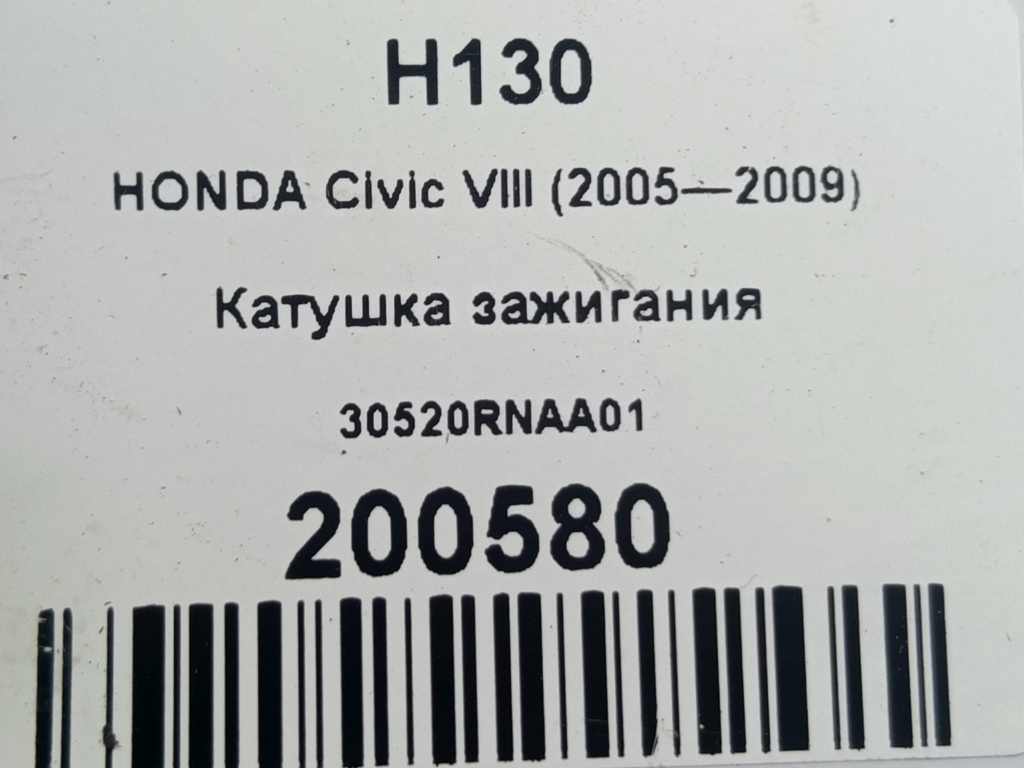 H130
HONDA Civic VIII (2005—2009)
Катушка зажигания
30520RNAA01
200580